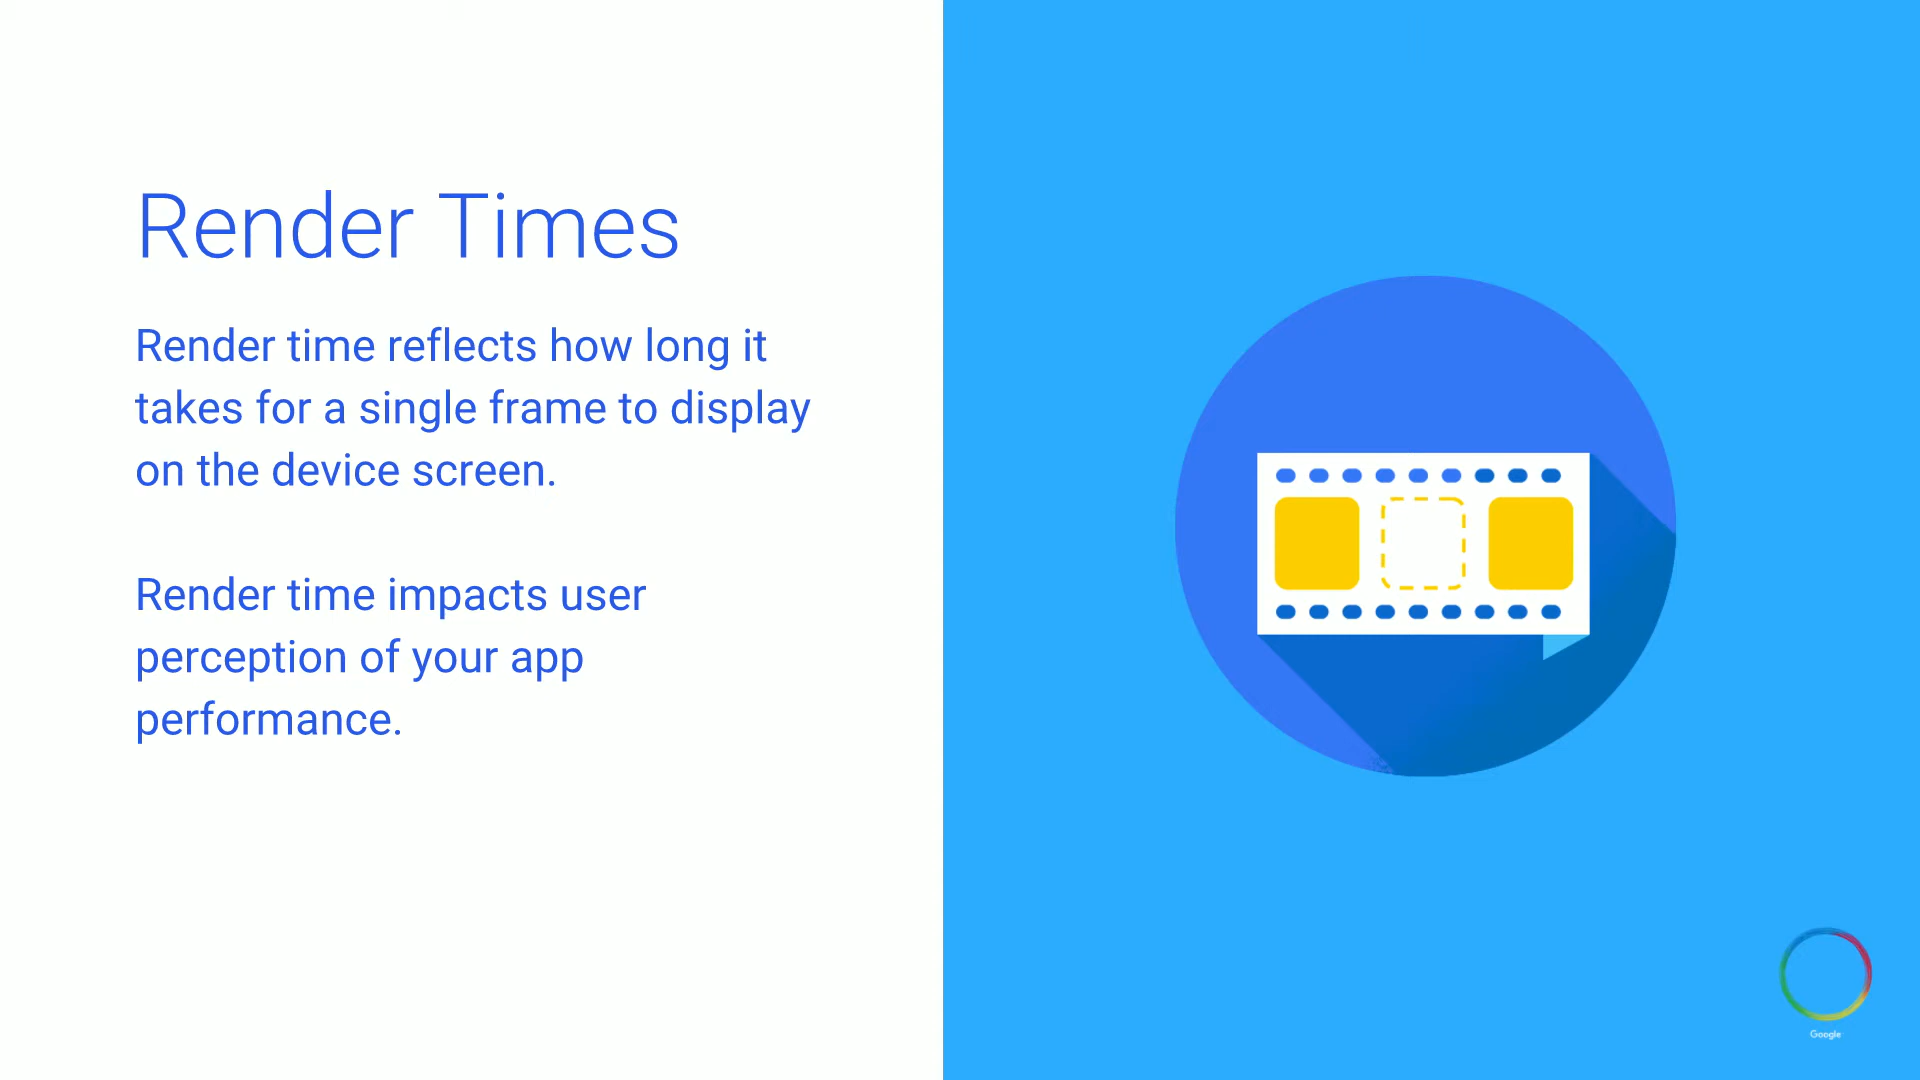 Render Times
Render time reflects how long it
takes for a single frame to display
on the device screen.
Render time impacts user
perception of your app
performance.
Google